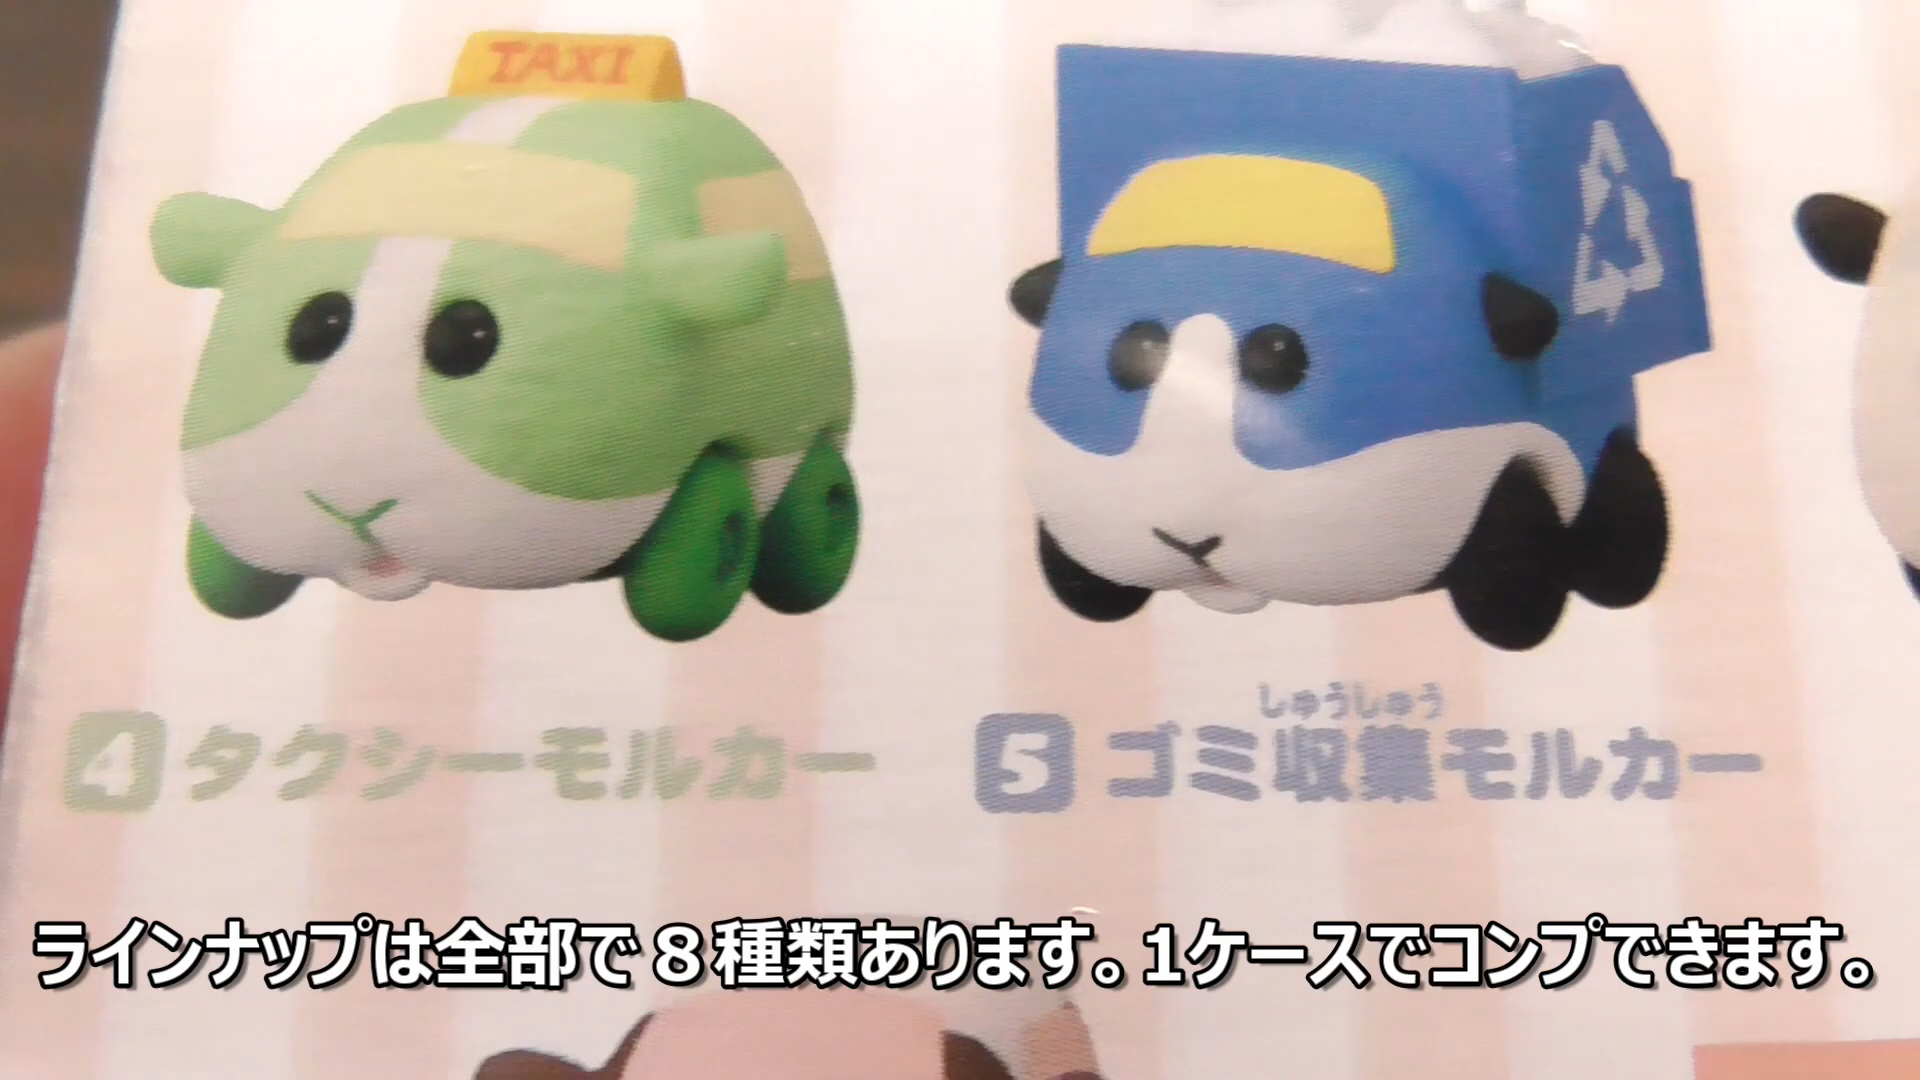 TAXI
4 タクシーモルカー
しゅうしゅう
5 ゴミ収集モルカー
ラインナップは全部で８種類あります。1ケースでコンプできます。